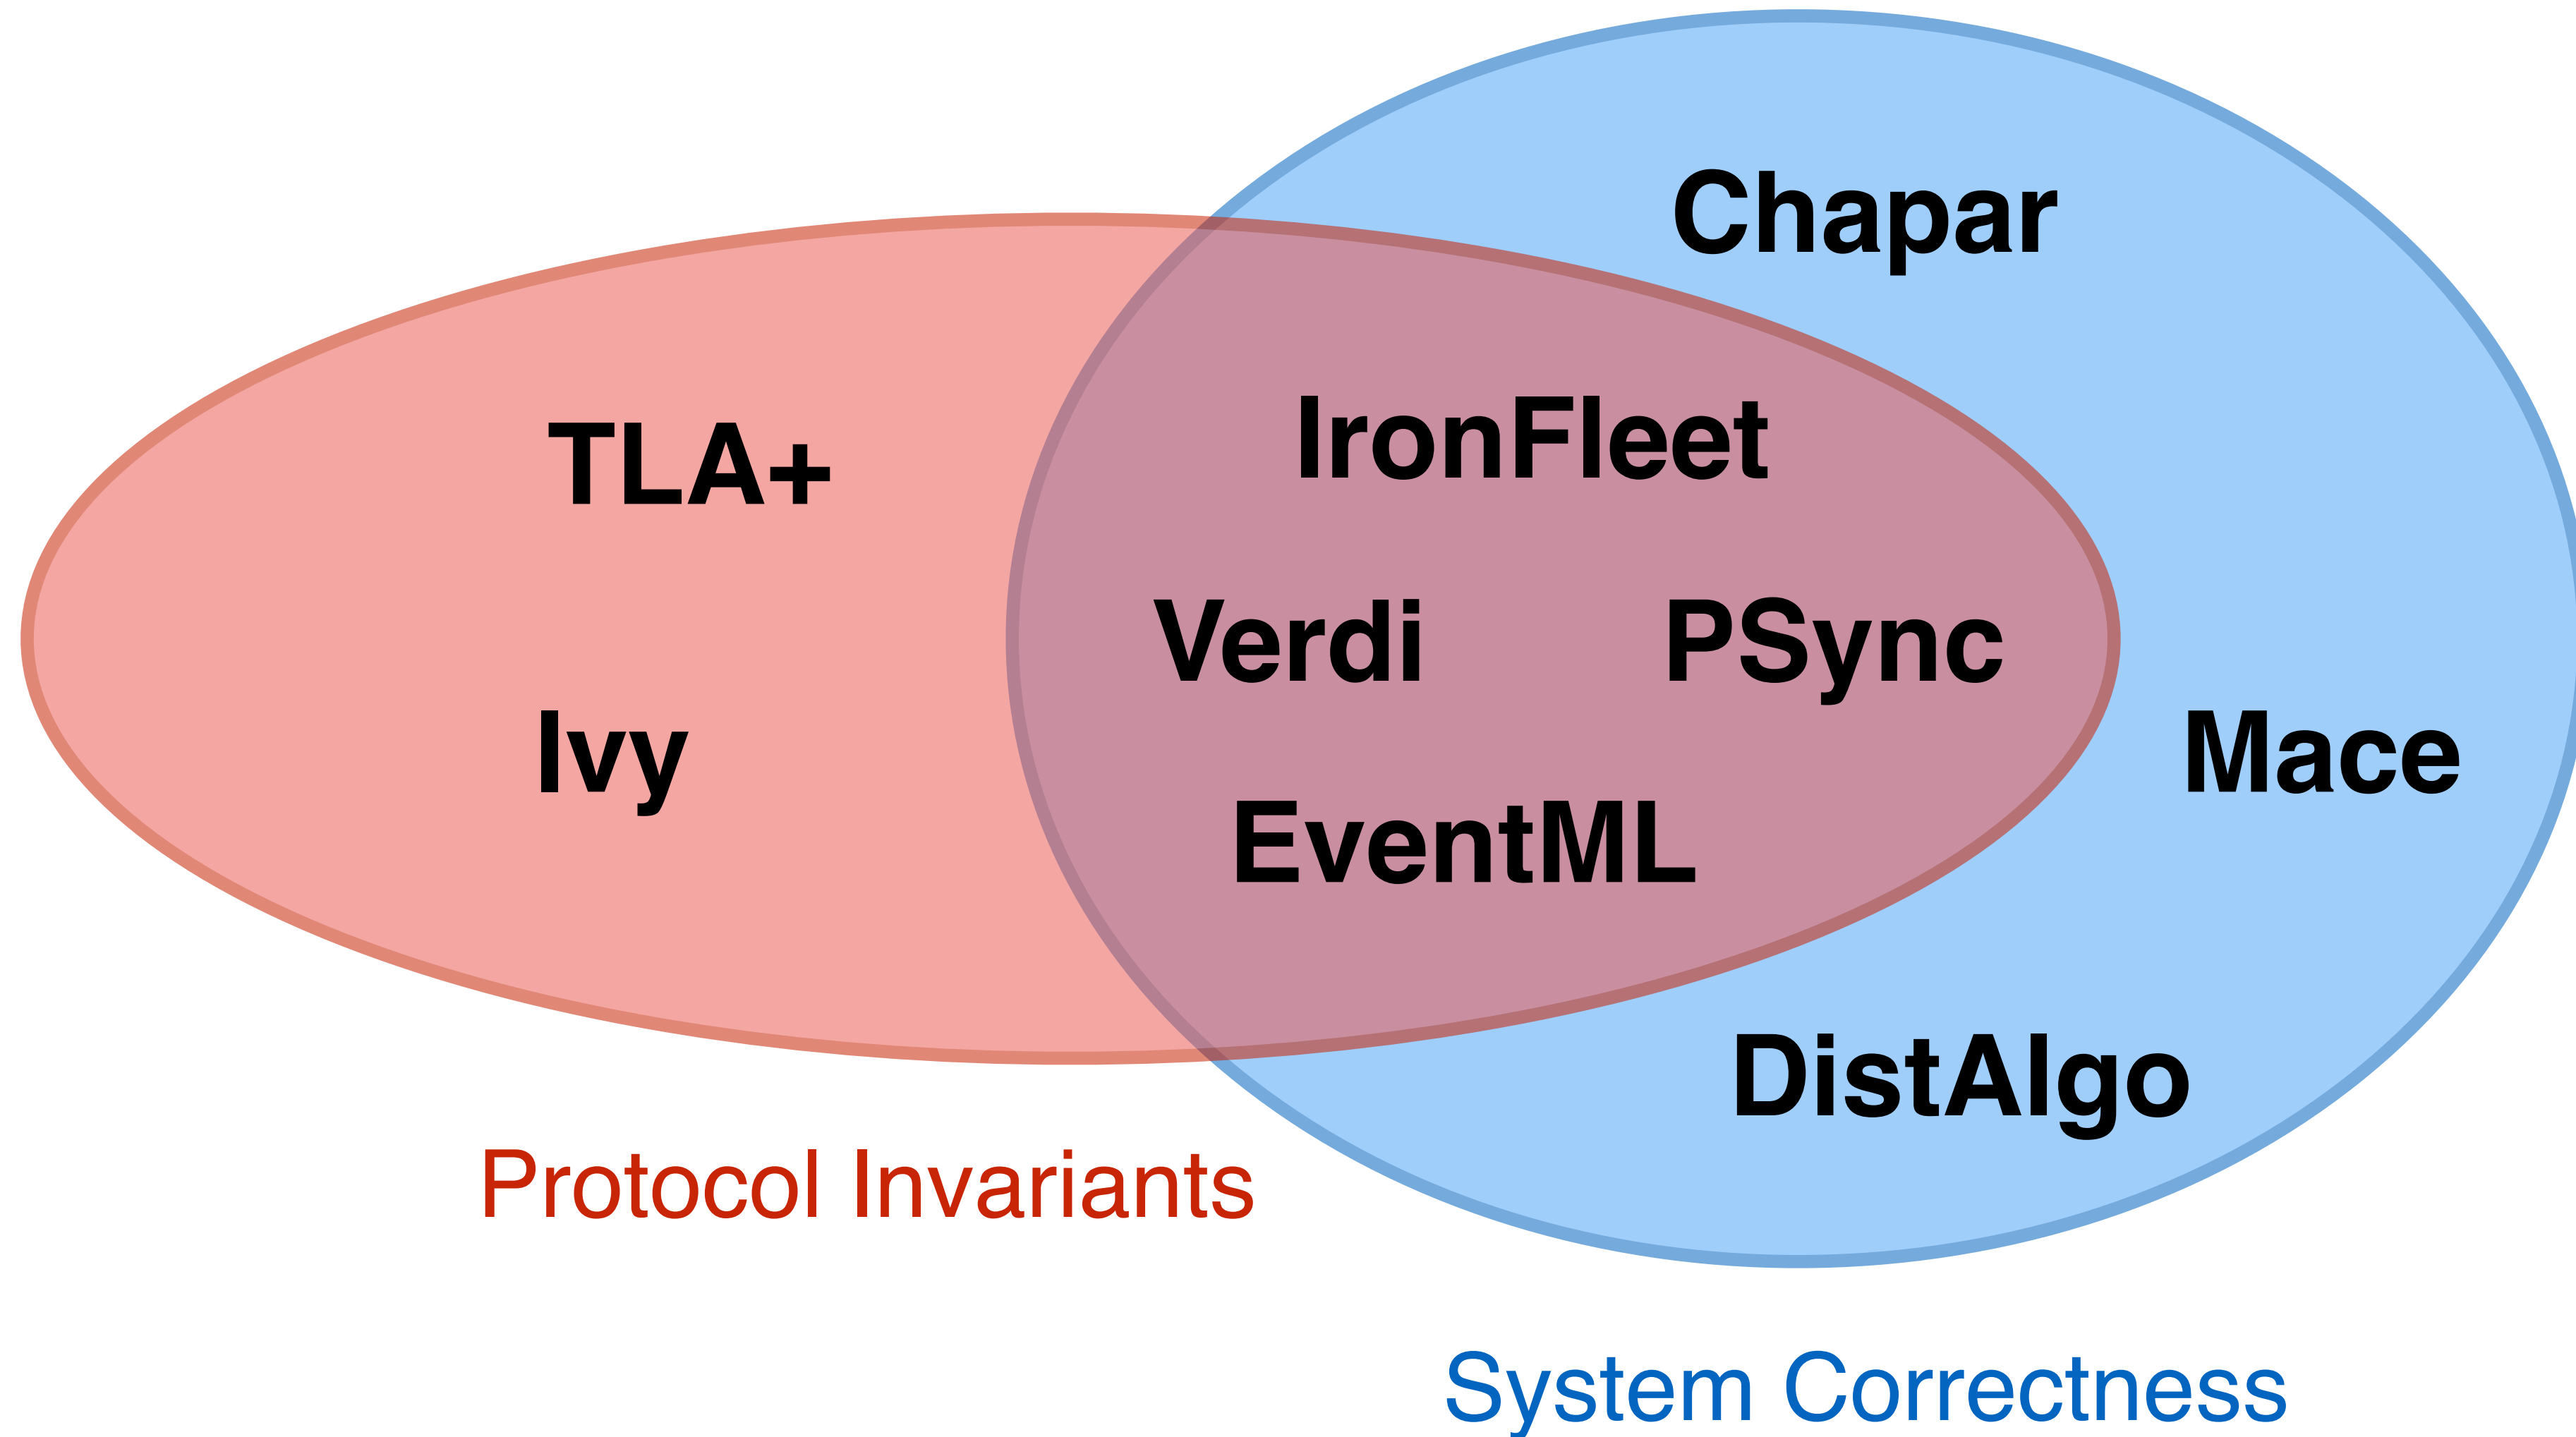 Chapar
TLA+
IronFleet
Verdi
PSync
Ivy
Mace
EventML
DistAlgo
Protocol Invariants
System Correctness